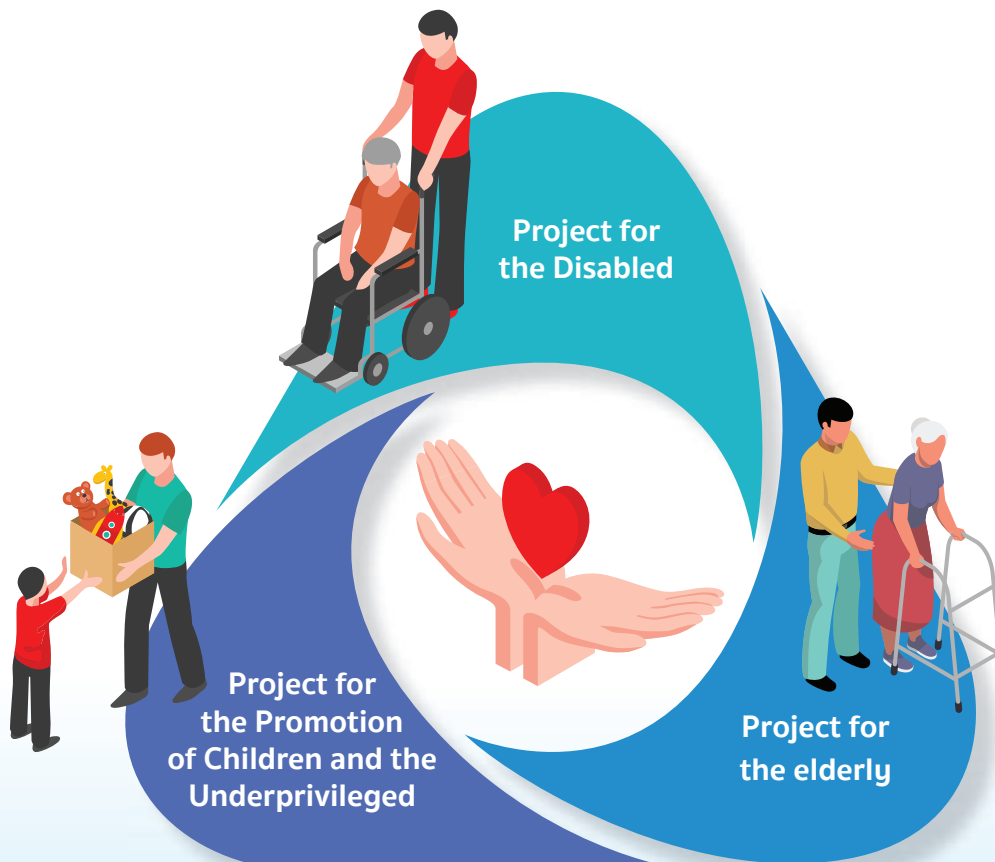 Project for
the Disabled
Project for
the Promotion
of Children and the
Underprivileged
Project for
the elderly